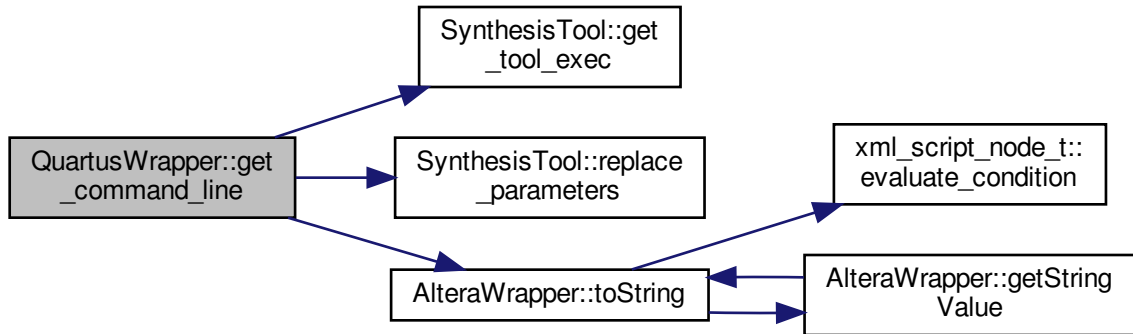 SynthesisTool::get
_tool_exec
QuartusWrapper::get
_command_line
SynthesisTool::replace
_parameters
xml_script_node_t::
evaluate_condition
AlteraWrapper::toString
AlteraWrapper::getString
Value